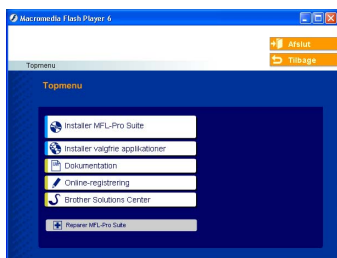 Macromedia Flash Player 6
Afslut
Tilbage
Topmenu
Topmenu
Installer MFL-Pro Suite
Installer valgfrie applikationer
Dokumentation
Online-registrering
Brother Solutions Center
Reparer MFL-Pro Suite